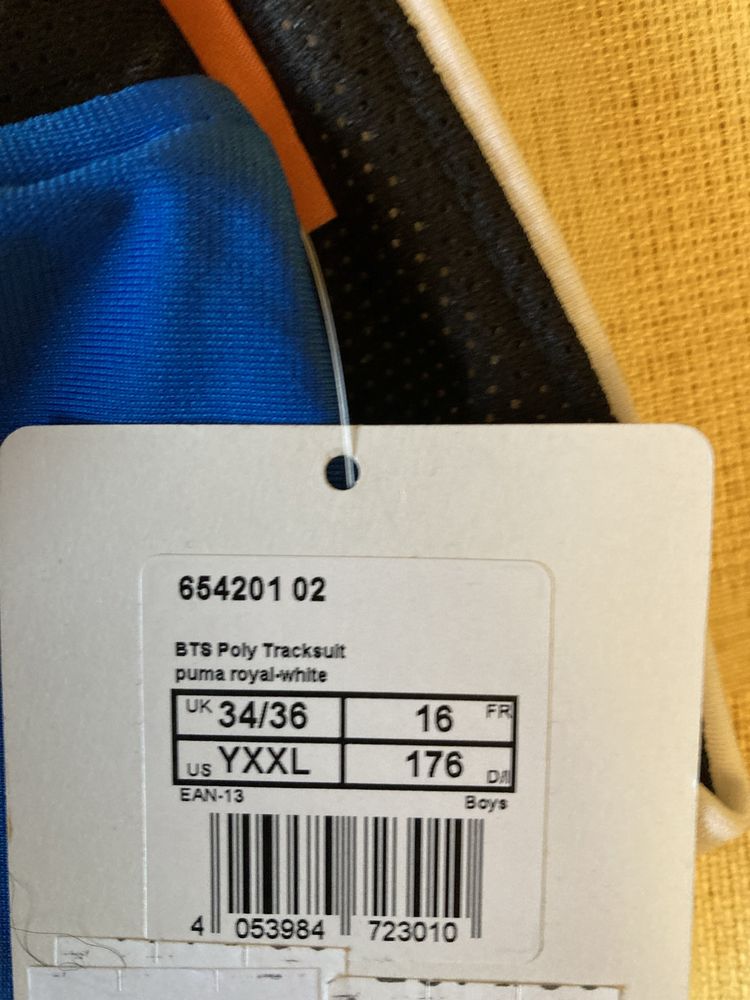 654201 02
BTS Poly Tracksuit
puma royal-white
UK 34/36 16 FR
US YXXL 176 D/I
EAN-13 Boys
4 053984 723010